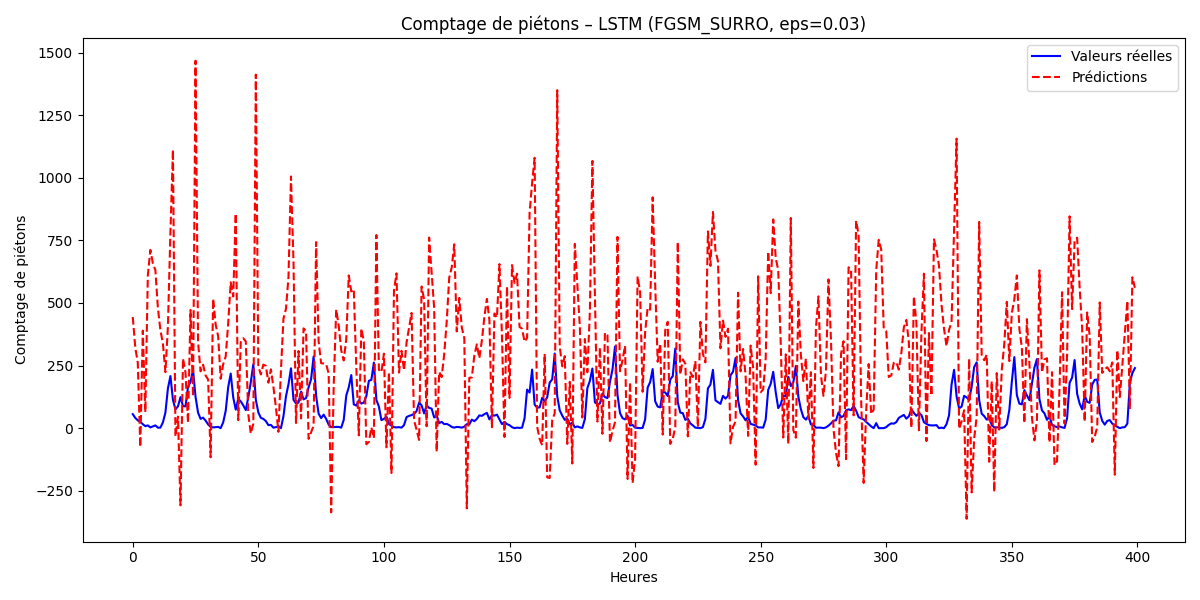 Comptage de piétons – LSTM (FGSM_SURRO, eps=0.03)
Valeurs réelles
Prédictions
Comptage de piétons
1500
1250
1000
750
500
250
0
−250
0 50 100 150 200 250 300 350 400
Heures